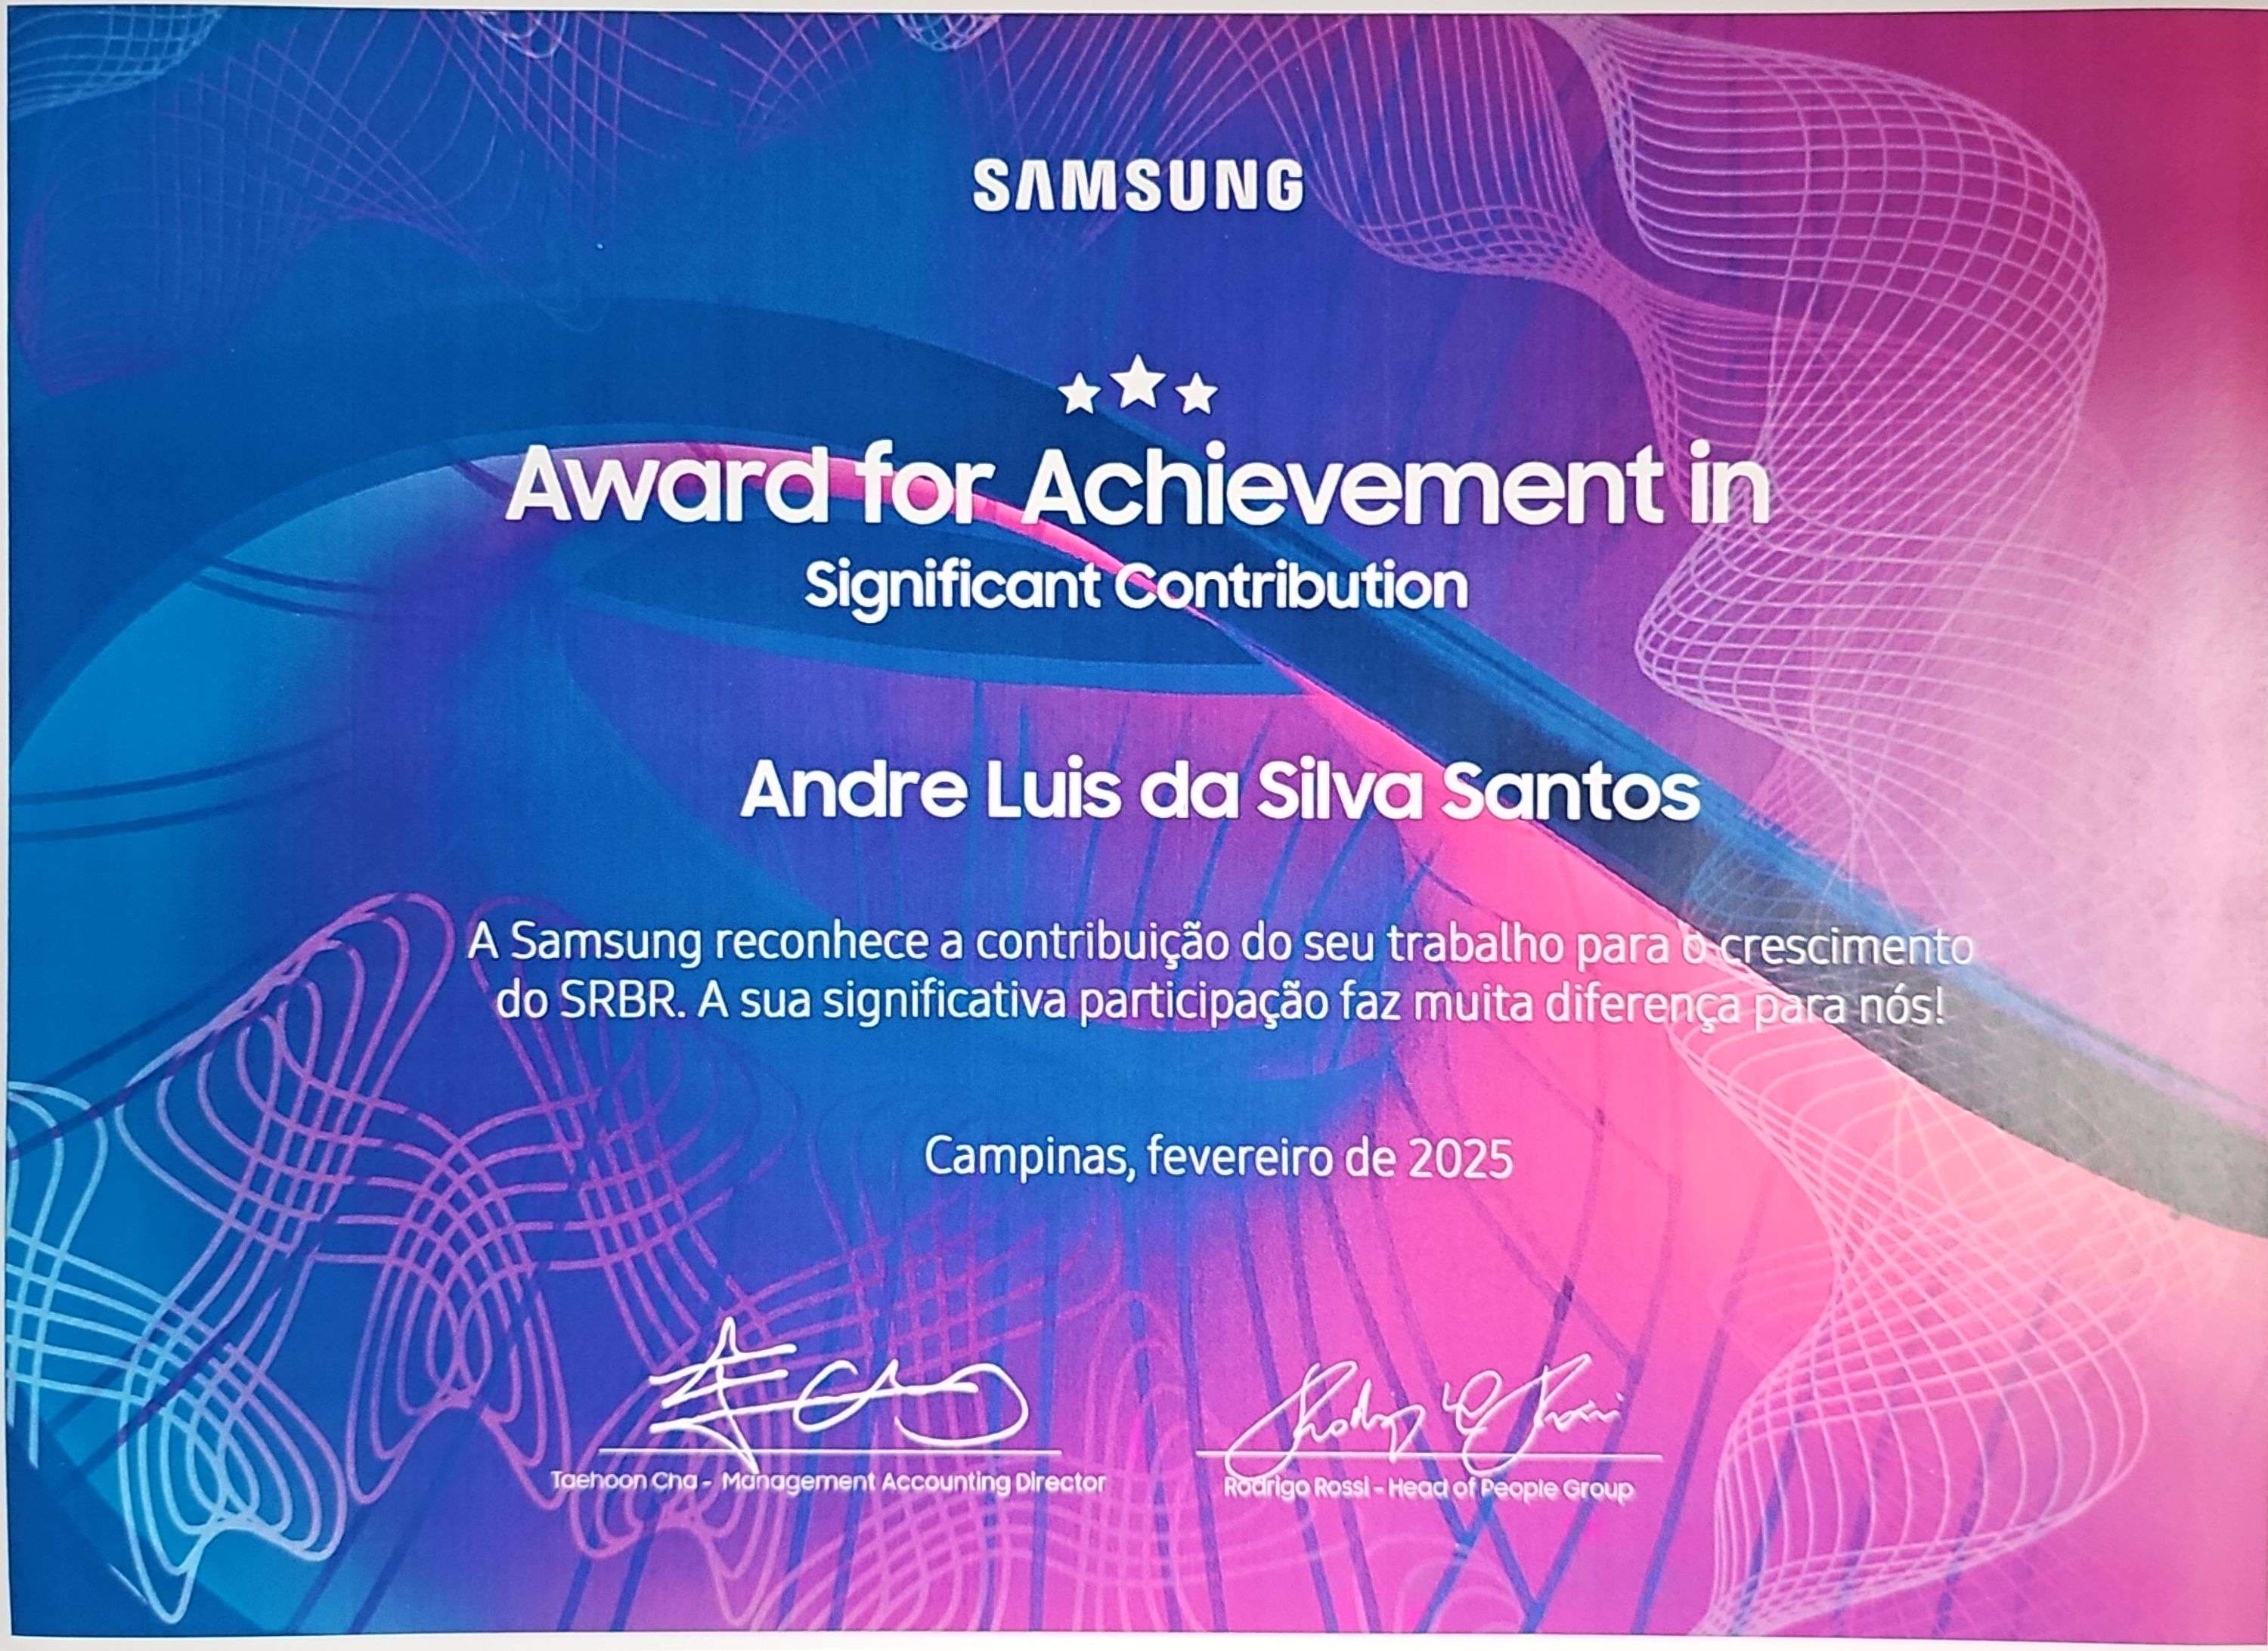 SAMSUNG
Award for Achievement in
Significant Contribution
Andre Luis da Silva Santos
A Samsung reconhece a contribuição do seu trabalho para o crescimento
do SRBR. A sua significativa participação faz muita diferença para nós!
Campinas, fevereiro de 2025
Taehoon Cha - Management Accounting Director
Rodrigo Rossi - Head of People Group